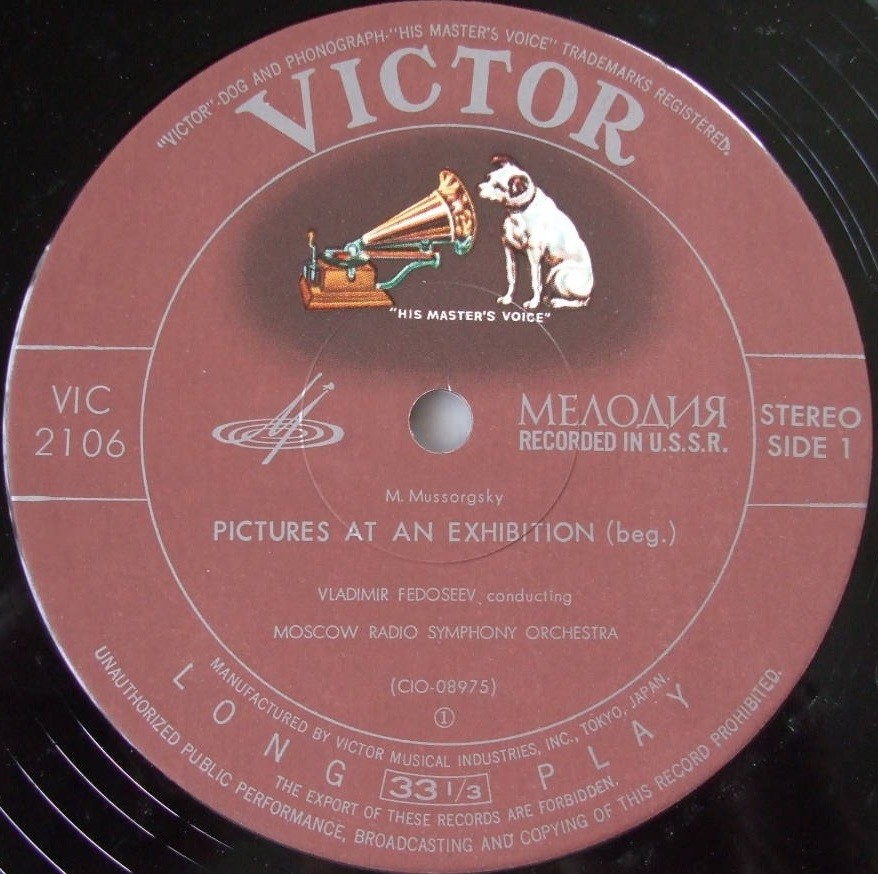 "VICTOR"-DOG AND PHONOGRAPH-"HIS MASTER'S VOICE" TRADEMARKS REGISTERED.
VICTOR
"HIS MASTER'S VOICE"
VIC
2106
МЕЛОДИЯ
RECORDED IN U.S.S.R.
STEREO
SIDE 1
M. Mussorgsky
PICTURES AT AN EXHIBITION (beg.)
VLADIMIR FEDOSEEV conducting
MOSCOW RADIO SYMPHONY ORCHESTRA
(CIO-08975)
①
MANUFACTURED BY VICTOR MUSICAL INDUSTRIES, INC., TOKYO, JAPAN.
LONG PLAY
33 1/3
THE EXPORT OF THESE RECORDS ARE FORBIDDEN.
UNAUTHORIZED PUBLIC PERFORMANCE, BROADCASTING AND COPYING OF THIS RECORD PROHIBITED.